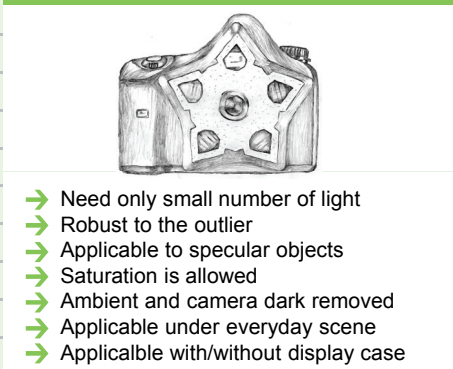 Need only small number of light
Robust to the outlier
Applicable to specular objects
Saturation is allowed
Ambient and camera dark removed
Applicable under everyday scene
Applicalble with/without display case